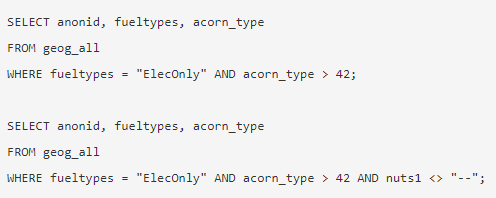 SELECT anonid, fueltypes, acorn_type
FROM geog_all
WHERE fueltypes = "ElecOnly" AND acorn_type > 42;
SELECT anonid, fueltypes, acorn_type
FROM geog_all
WHERE fueltypes = "ElecOnly" AND acorn_type > 42 AND nuts1 <> "--";